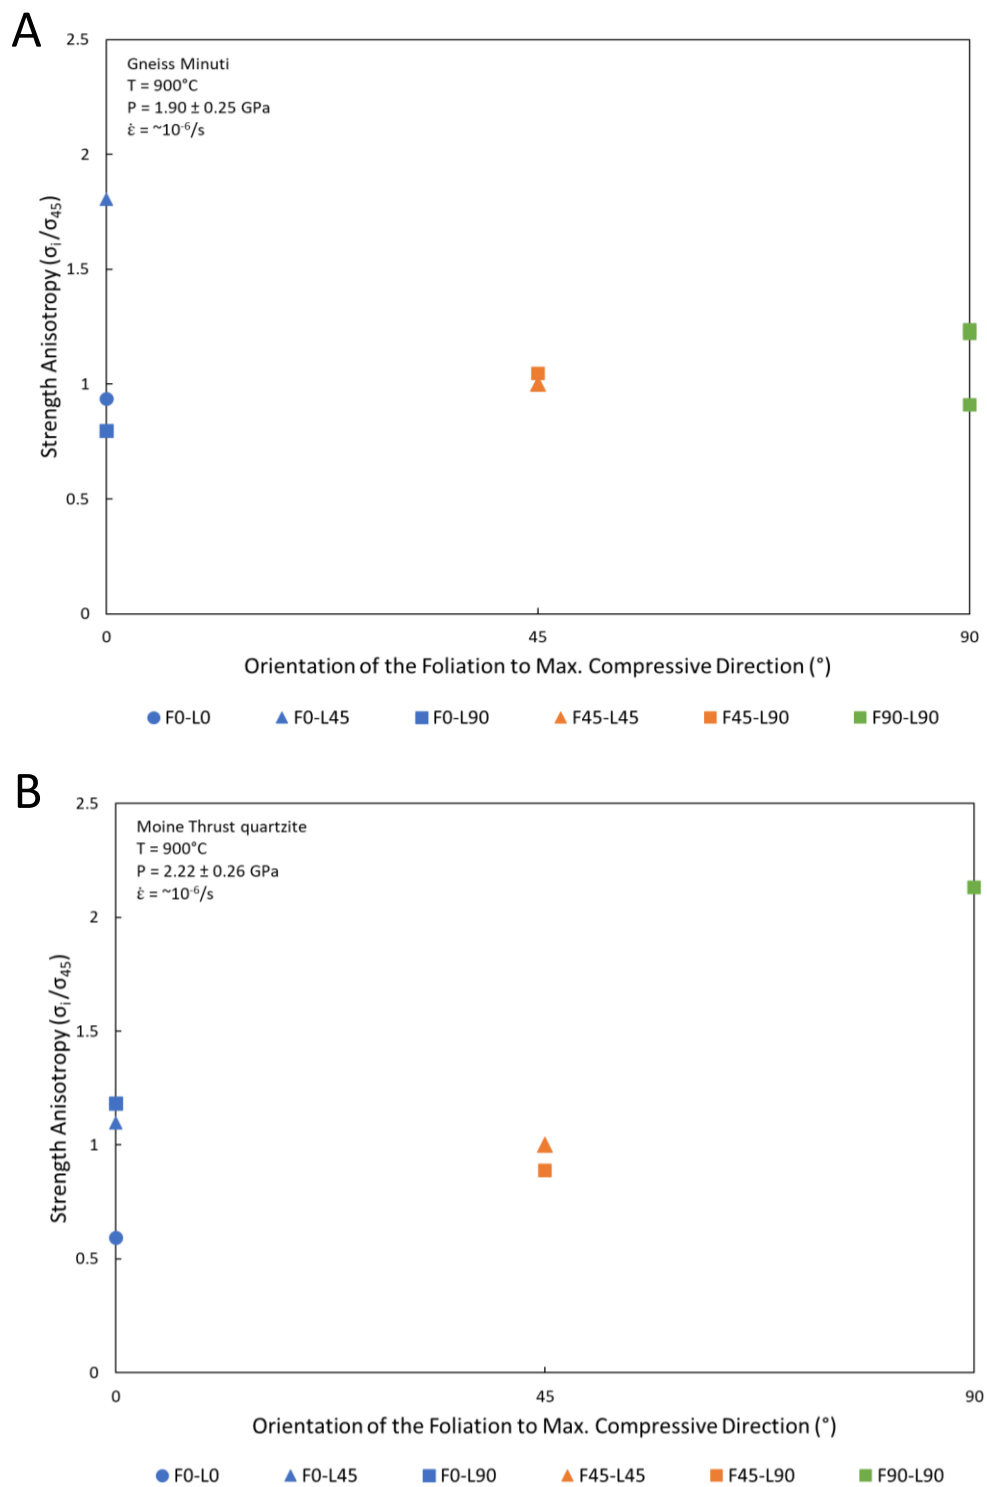 A
2.5
Gneiss Minuti
T = 900°C
P = 1.90 ± 0.25 GPa
ε̇ = ~10⁻⁶/s
2
1.5
1
0.5
0
Strength Anisotropy (σᵢ/σ₄₅)
0 45 90
Orientation of the Foliation to Max. Compressive Direction (°)
F0-L0 F0-L45 F0-L90 F45-L45 F45-L90 F90-L90
B
2.5
Moine Thrust quartzite
T = 900°C
P = 2.22 ± 0.26 GPa
ε̇ = ~10⁻⁶/s
2
1.5
1
0.5
0
Strength Anisotropy (σᵢ/σ₄₅)
0 45 90
Orientation of the Foliation to Max. Compressive Direction (°)
F0-L0 F0-L45 F0-L90 F45-L45 F45-L90 F90-L90